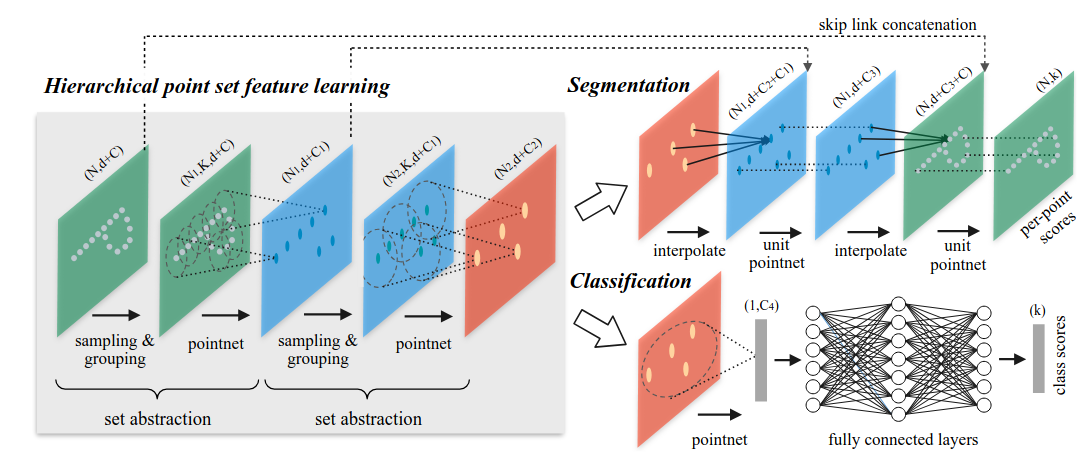 skip link concatenation
Hierarchical point set feature learning
(N,d+C)
(N1,K,d+C)
(N1,d+C1)
(N2,K,d+C1)
(N2,d+C2)
sampling &
grouping
pointnet
sampling &
grouping
pointnet
set abstraction
set abstraction
Segmentation
(N1,d+C2+C1)
(N1,d+C3)
(N,d+C3+C)
(N,k)
interpolate
unit
pointnet
interpolate
unit
pointnet
per-point
scores
Classification
(1,C4)
(k)
class scores
pointnet
fully connected layers